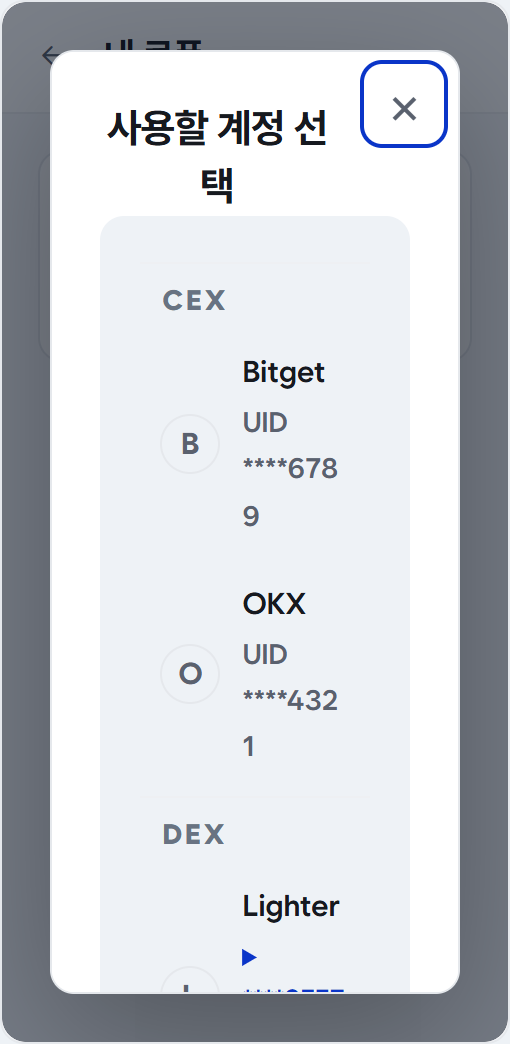 사용할 계정 선
택
CEX
Bitget
B
UID
****678
9
OKX
O
UID
****432
1
DEX
Lighter
▶